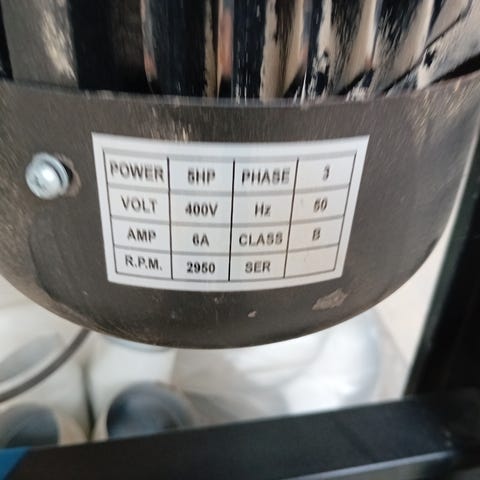 POWER 5HP PHASE 3
VOLT 400V Hz 50
AMP 6A CLASS B
R.P.M. 2950 SER